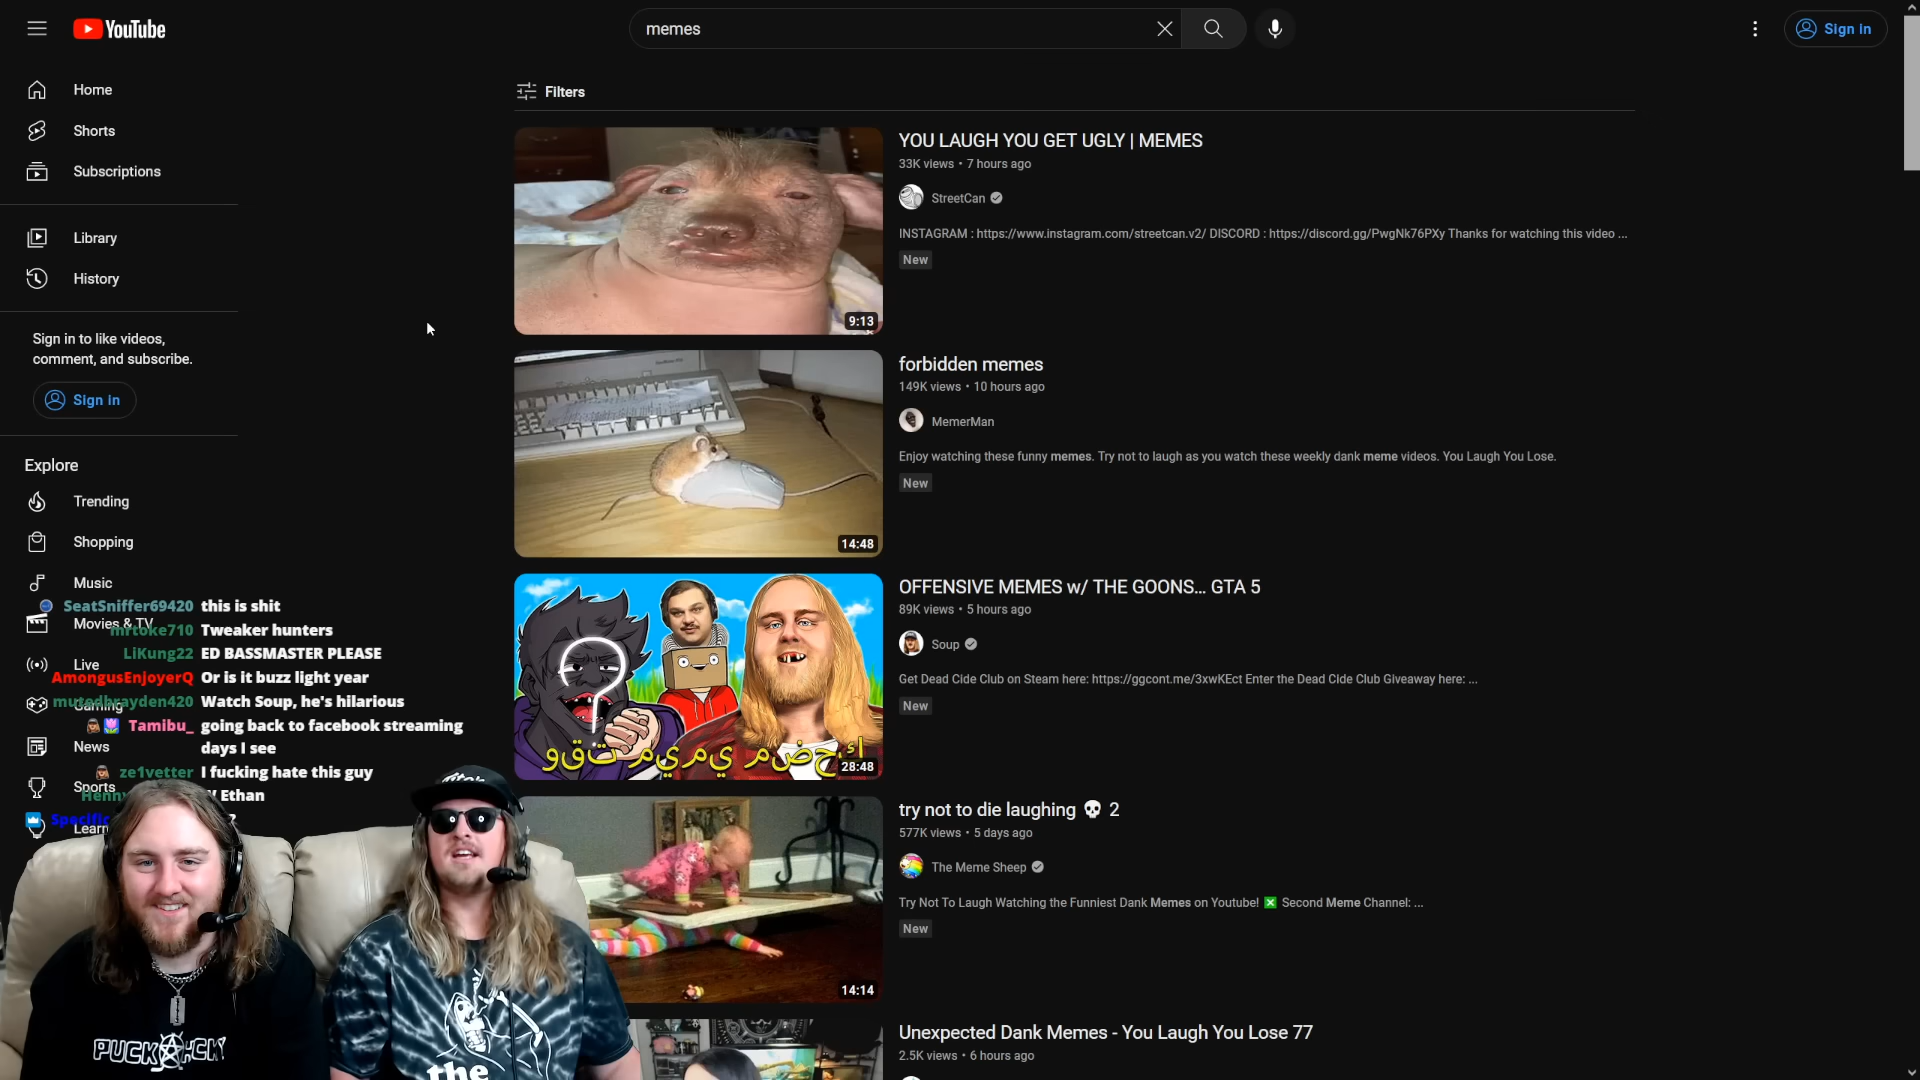 YouTube
memes
Sign in
Home
Shorts
Subscriptions
Library
History
Sign in to like videos,
comment, and subscribe.
Sign in
Explore
Trending
Shopping
Music
Movies & TV
Live
Gaming
News
Sports
Learn
Filters
YOU LAUGH YOU GET UGLY | MEMES
33K views • 7 hours ago
StreetCan
INSTAGRAM : https://www.instagram.com/streetcan.v2/ DISCORD : https://discord.gg/PwgNk76PXy Thanks for watching this video ...
New
9:13
forbidden memes
149K views • 10 hours ago
MemerMan
Enjoy watching these funny memes. Try not to laugh as you watch these weekly dank meme videos. You Laugh You Lose.
New
14:48
OFFENSIVE MEMES w/ THE GOONS... GTA 5
89K views • 5 hours ago
Soup
Get Dead Cide Club on Steam here: https://ggcont.me/3xwKEct Enter the Dead CIde Club Giveaway here: ...
New
?
28:48
try not to die laughing 💀 2
577K views • 5 days ago
The Meme Sheep
Try Not To Laugh Watching the Funniest Dank Memes on Youtube! ❎ Second Meme Channel: ...
New
14:14
Unexpected Dank Memes - You Laugh You Lose 77
2.5K views • 6 hours ago
SeatSniffer69420 this is shit
mrtoke710 Tweaker hunters
LiKung22 ED BASSMASTER PLEASE
AmongusEnjoyerQ Or is it buzz light year
mutedbrayden420 Watch Soup, he's hilarious
Tamibu_ going back to facebook streaming
days I see
ze1vetter I fucking hate this guy
Ethan
?
the